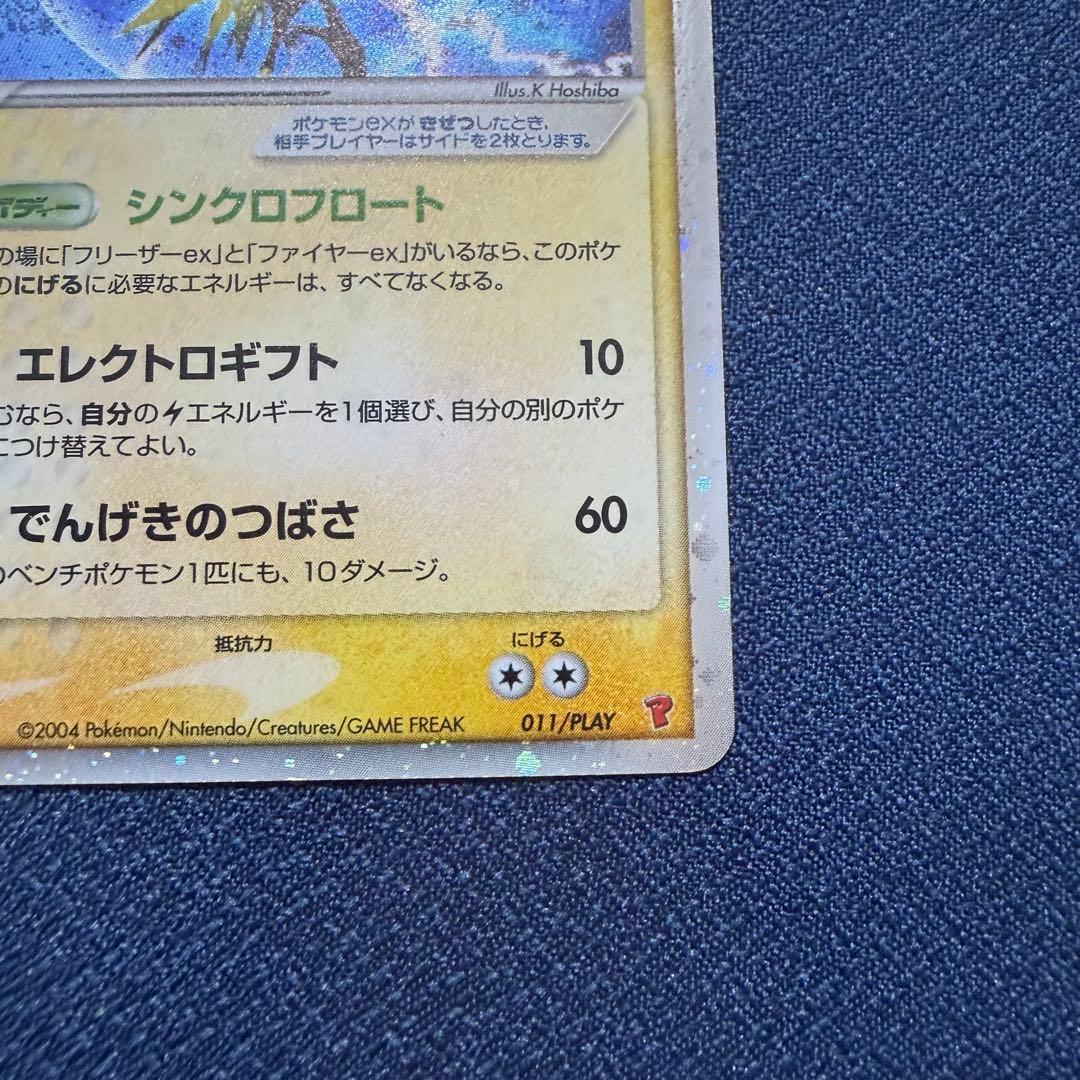 Illus. K Hoshiba
ポケモンexが きぜつしたとき、
相手プレイヤーはサイドを2枚とります。
ボディー シンクロフロート
の場に「フリーザーex」と「ファイヤーex」がいるなら、このポケ
のにげるに必要なエネルギーは、すべてなくなる。
エレクトロギフト 10
むなら、自分のエネルギーを1個選び、自分の別のポケ
につけ替えてよい。
でんげきのつばさ 60
のベンチポケモン1匹にも、10ダメージ。
抵抗力 にげる
©2004 Pokémon/Nintendo/Creatures/GAME FREAK 011/PLAY P